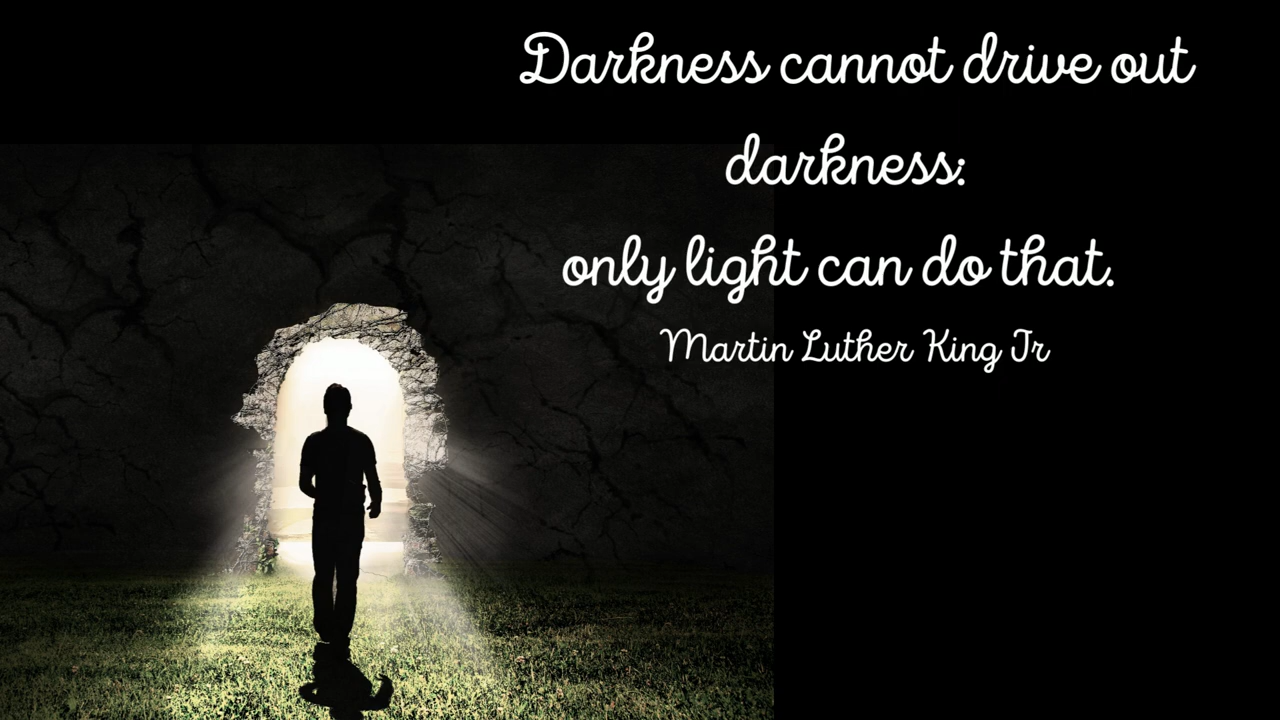 Darkness cannot drive out
darkness:
only light can do that.
Martin Luther King Jr